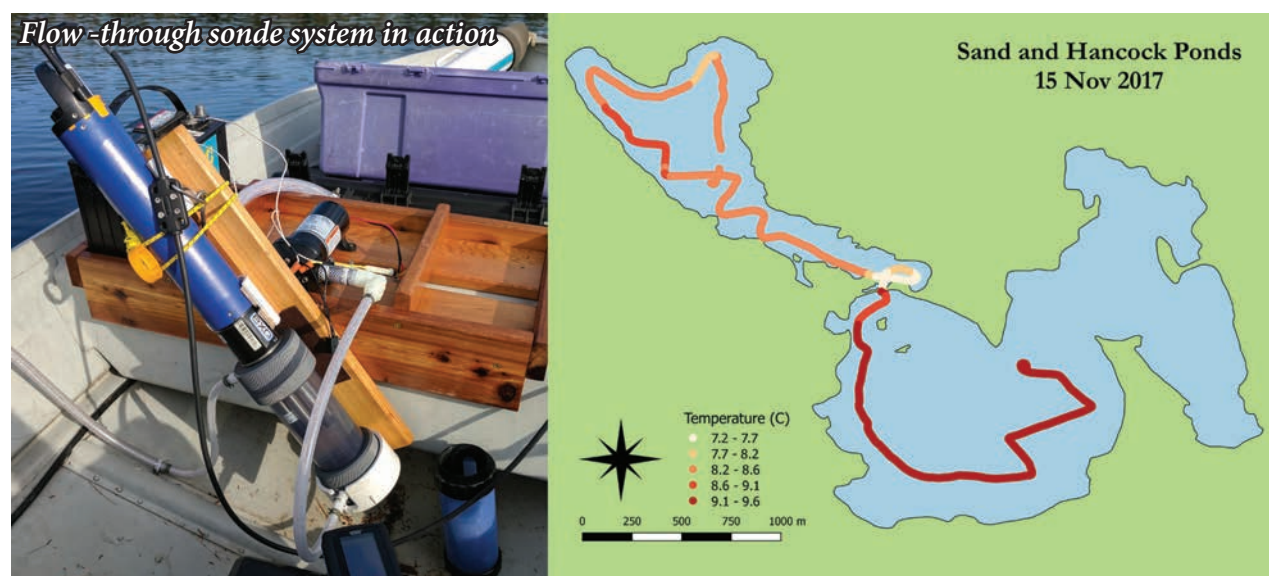 Flow -through sonde system in action
EXO
Sand and Hancock Ponds
15 Nov 2017
Temperature (C)
7.2 - 7.7
7.7 - 8.2
8.2 - 8.6
8.6 - 9.1
9.1 - 9.6
0 250 500 750 1000 m